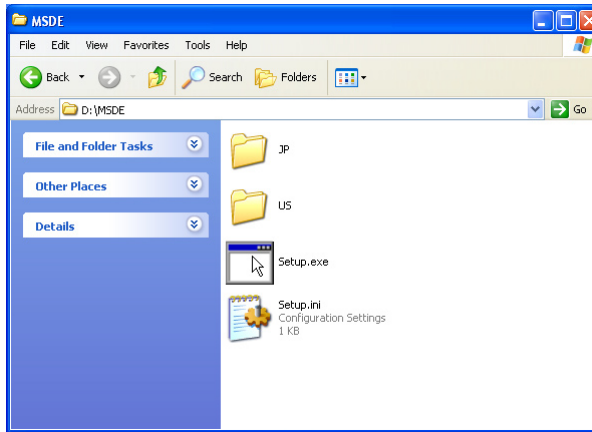 MSDE
File Edit View Favorites Tools Help
Back Search Folders
Address D:\MSDE Go
File and Folder Tasks
Other Places
Details
JP
US
Setup.exe
Setup.ini
Configuration Settings
1 KB